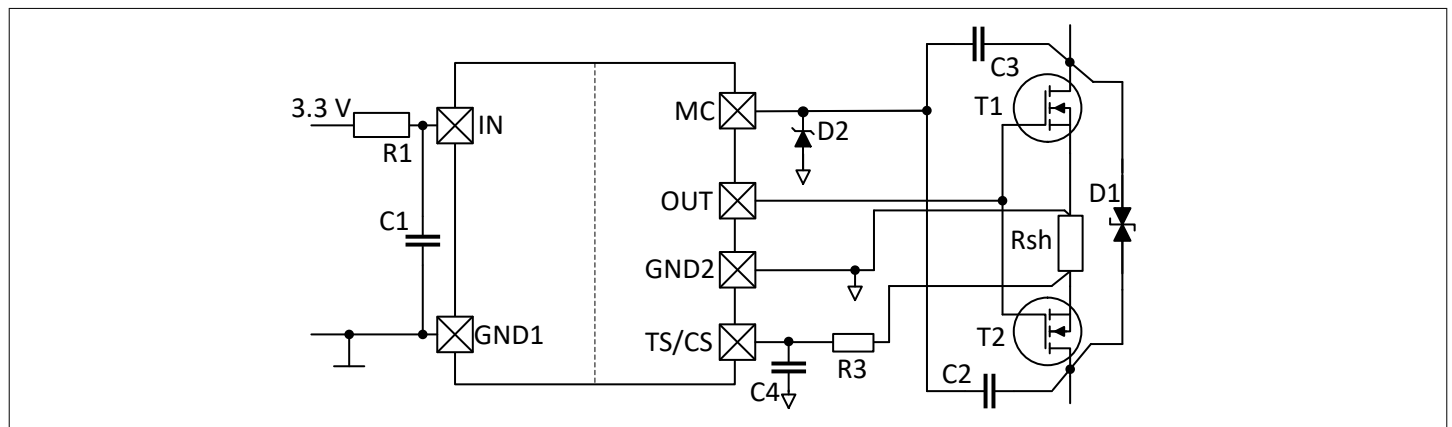 C3
3.3 V
R1
IN
MC
D2
T1
C1
OUT
D1
Rsh
GND2
GND1
TS/CS
R3
T2
C4
C2